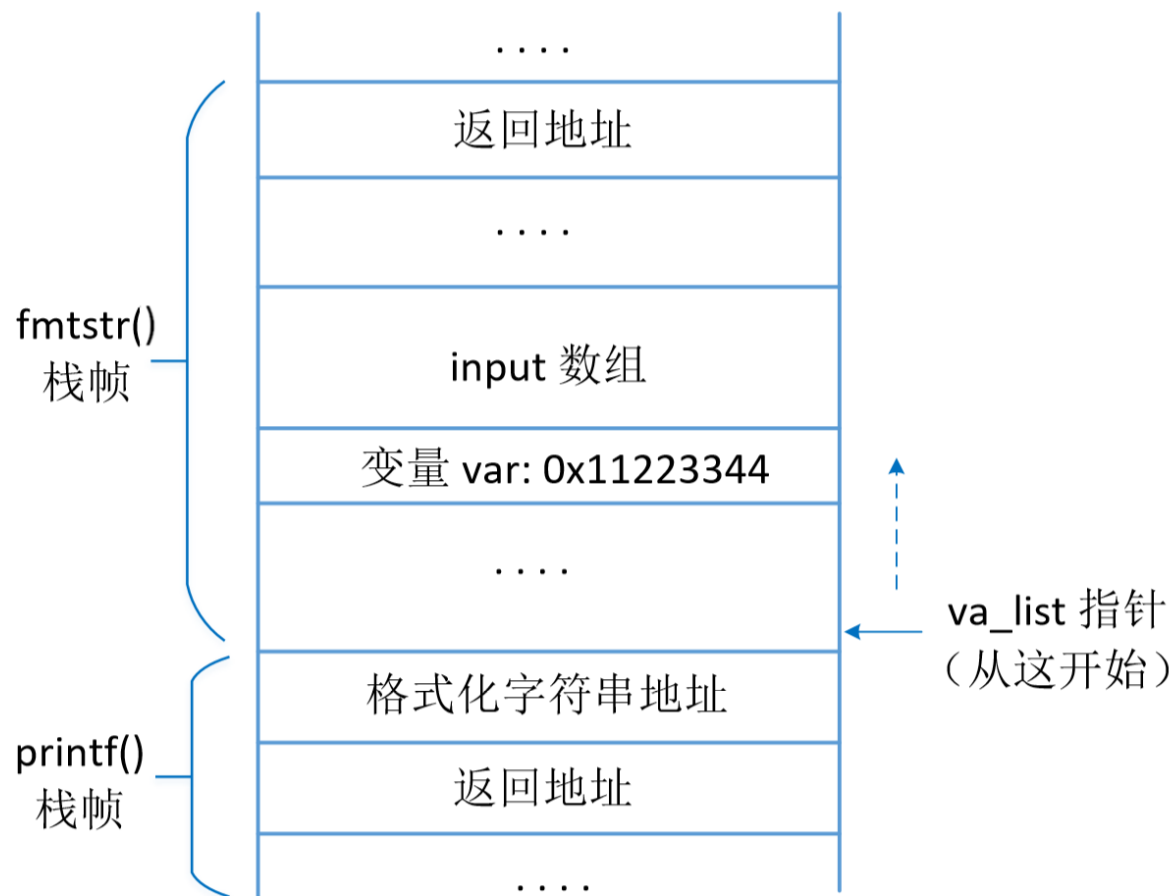 ....
返回地址
....
fmtstr()
栈帧
input 数组
变量 var: 0x11223344
....
va_list 指针
（从这开始）
格式化字符串地址
printf()
栈帧
返回地址
....